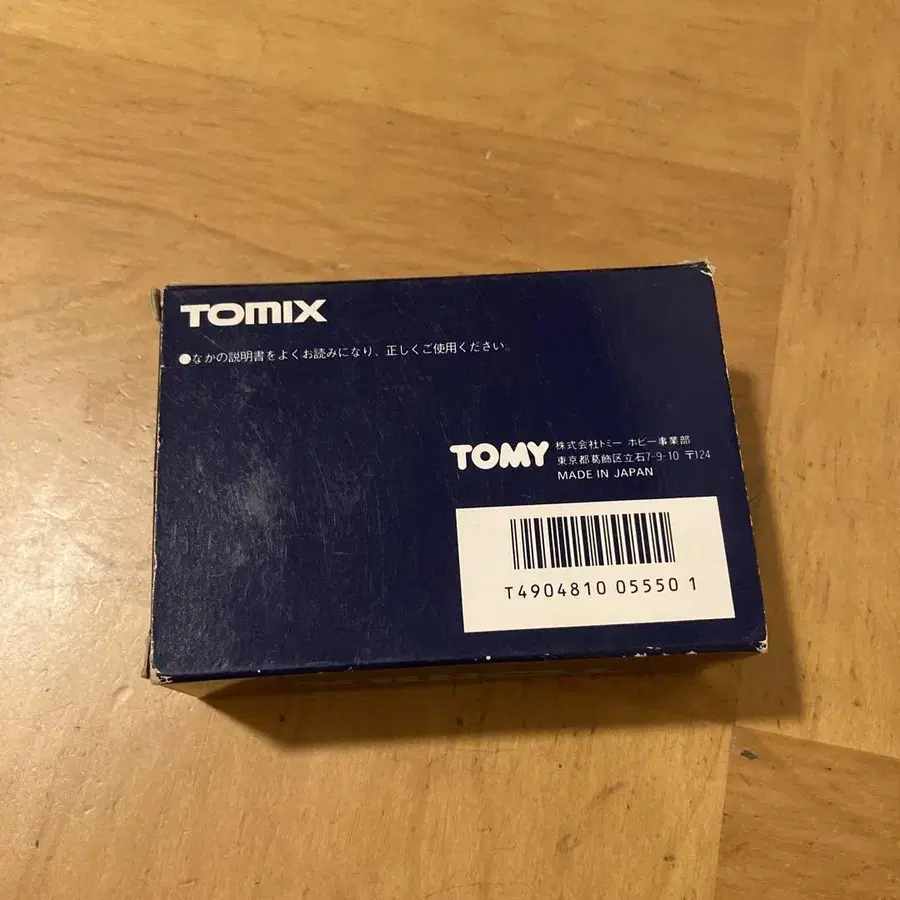 TOMIX
●なかの説明書をよくお読みになり、正しくご使用ください。
TOMY 株式会社トミー ホビー事業部
東京都葛飾区立石7-9-10 〒124
MADE IN JAPAN
T4904810 05550 1